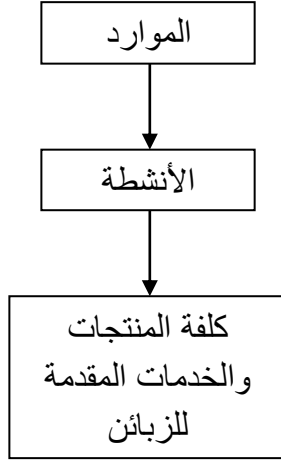 الموارد
الأنشطة
كلفة المنتجات
والخدمات المقدمة
للزبائن